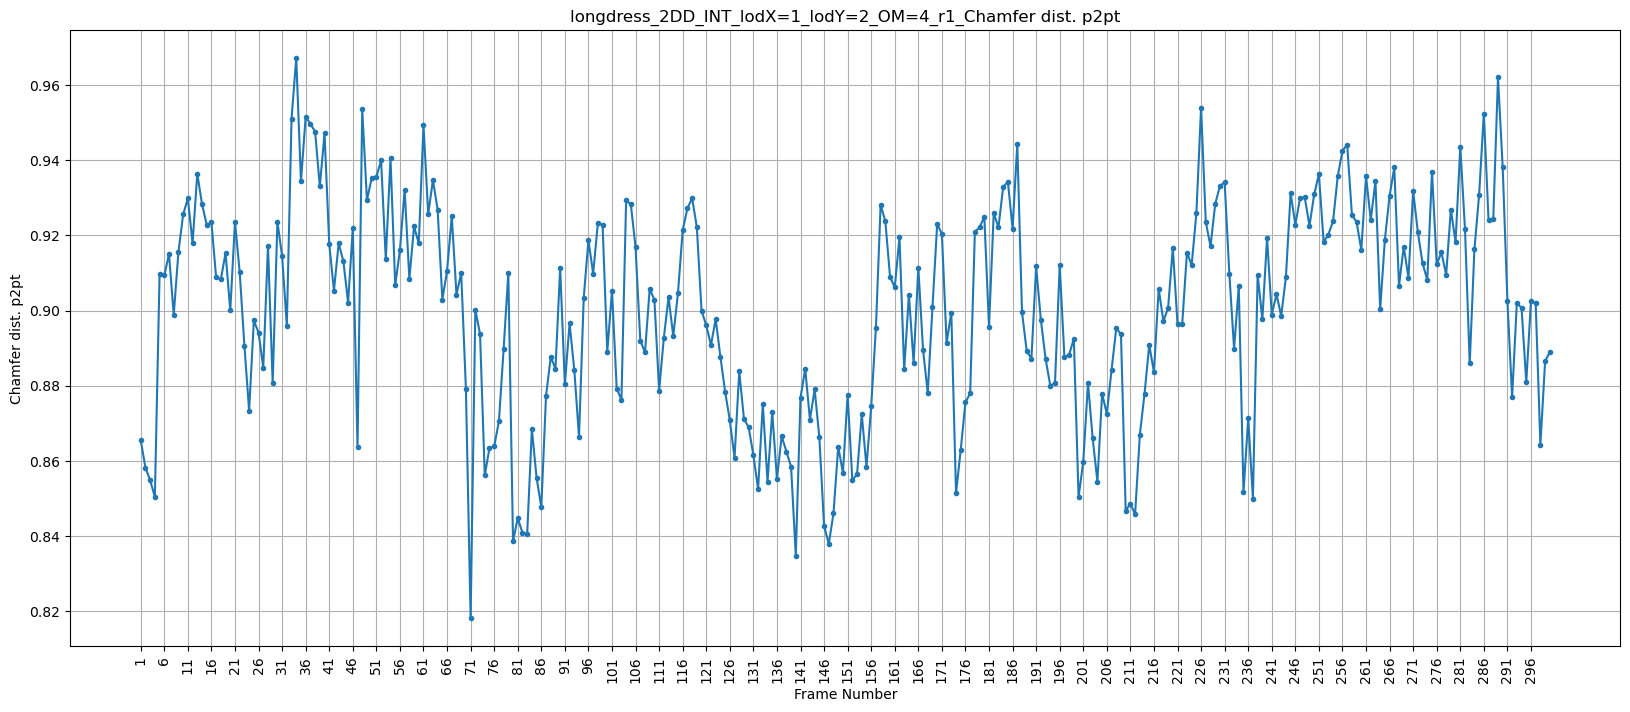 longdress_2DD_INT_lodX=1_lodY=2_OM=4_r1_Chamfer dist. p2pt
Chamfer dist. p2pt
0.96
0.94
0.92
0.90
0.88
0.86
0.84
0.82
1 6 11 16 21 26 31 36 41 46 51 56 61 66 71 76 81 86 91 96 101 106 111 116 121 126 131 136 141 146 151 156 161 166 171 176 181 186 191 196 201 206 211 216 221 226 231 236 241 246 251 256 261 266 271 276 281 286 291 296
Frame Number